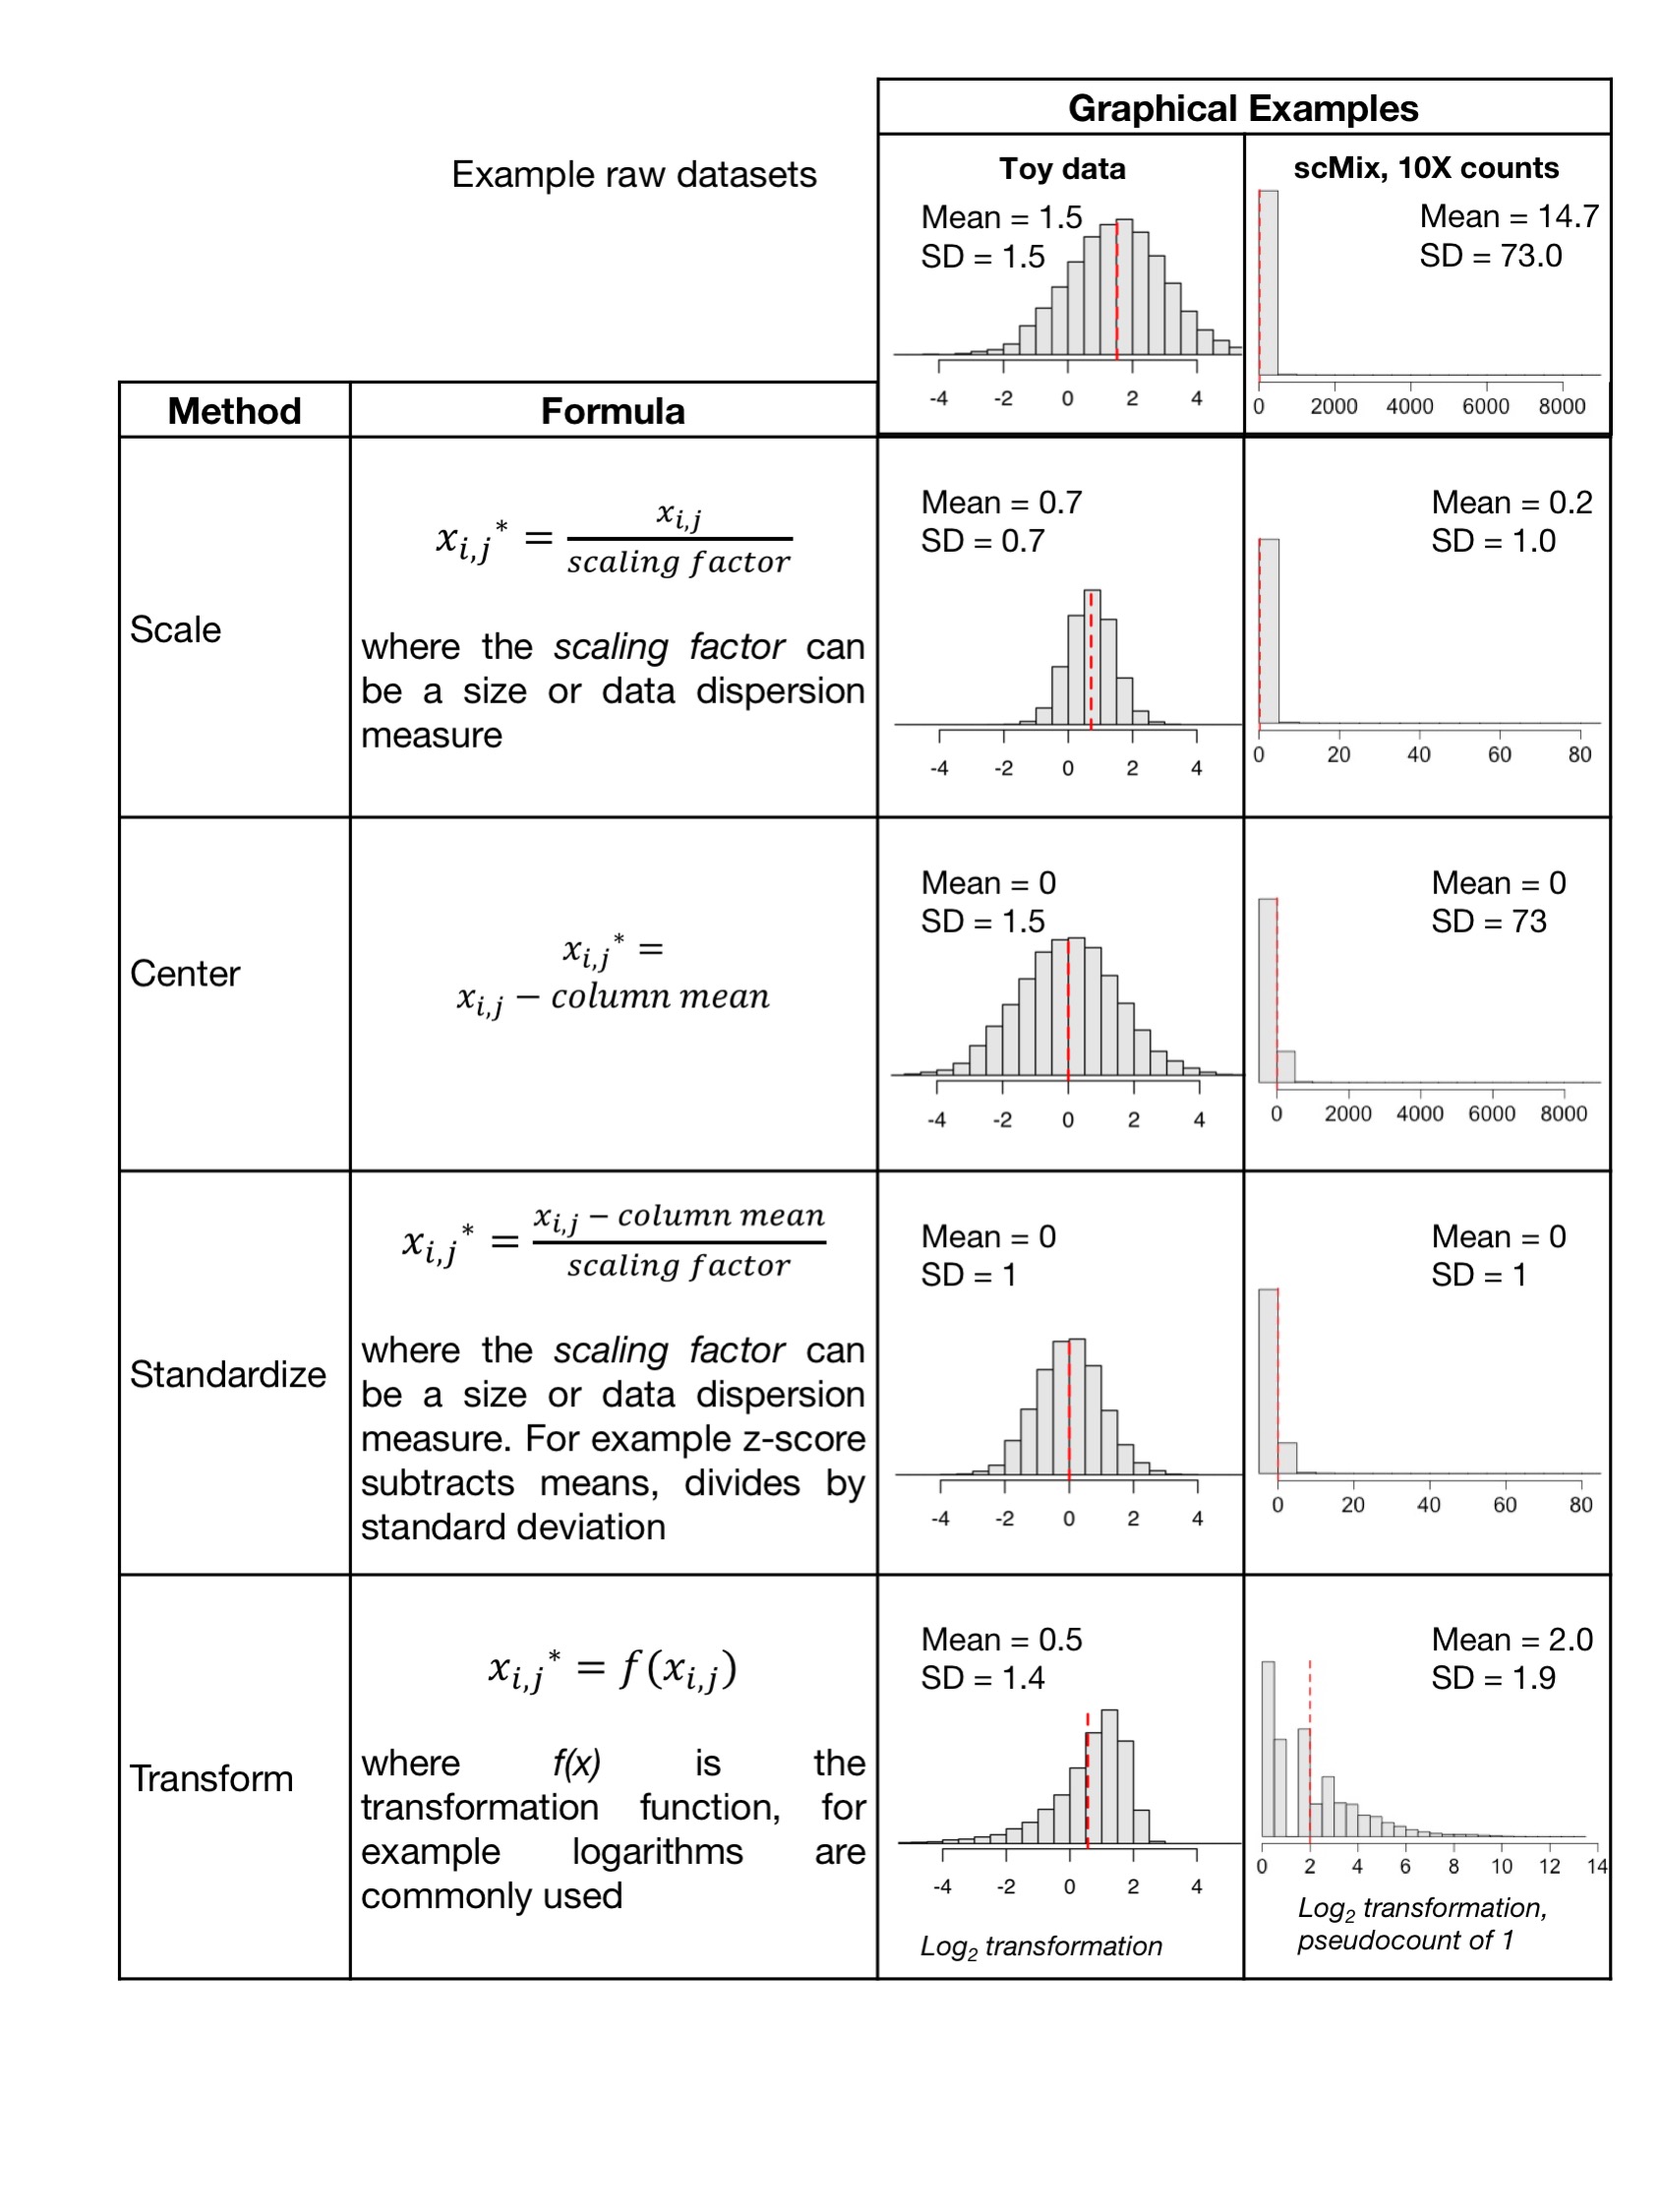 Graphical Examples
Example raw datasets
Toy data
Mean = 1.5
SD = 1.5
-4 -2 0 2 4
scMix, 10X counts
Mean = 14.7
SD = 73.0
0 2000 4000 6000 8000
Method
Formula
Scale
x_{i,j}* = x_{i,j} / scaling factor
where the scaling factor can
be a size or data dispersion
measure
Mean = 0.7
SD = 0.7
-4 -2 0 2 4
Mean = 0.2
SD = 1.0
0 20 40 60 80
Center
x_{i,j}* =
x_{i,j} − column mean
Mean = 0
SD = 1.5
-4 -2 0 2 4
Mean = 0
SD = 73
0 2000 4000 6000 8000
Standardize
x_{i,j}* = x_{i,j} − column mean / scaling factor
where the scaling factor can
be a size or data dispersion
measure. For example z-score
subtracts means, divides by
standard deviation
Mean = 0
SD = 1
-4 -2 0 2 4
Mean = 0
SD = 1
0 20 40 60 80
Transform
x_{i,j}* = f(x_{i,j})
where f(x) is the
transformation function, for
example logarithms are
commonly used
Mean = 0.5
SD = 1.4
-4 -2 0 2 4
Log₂ transformation
Mean = 2.0
SD = 1.9
0 2 4 6 8 10 12 14
Log₂ transformation,
pseudocount of 1